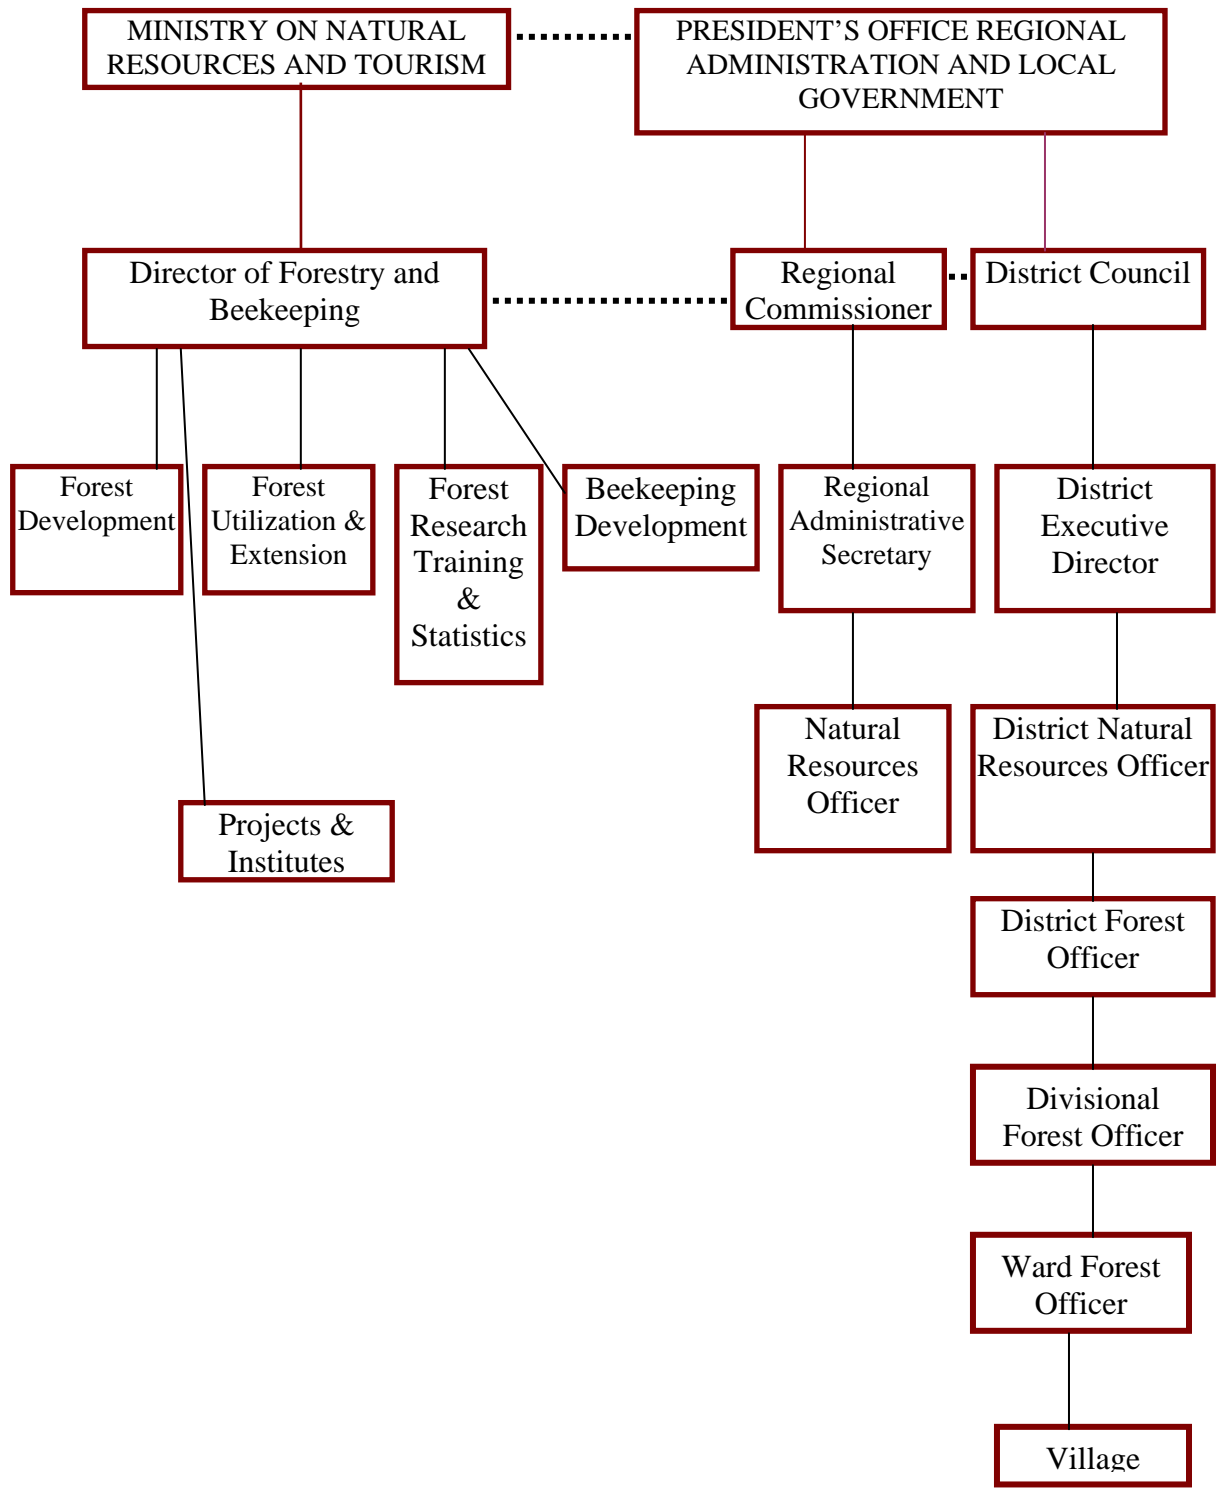 MINISTRY ON NATURAL
RESOURCES AND TOURISM
PRESIDENT’S OFFICE REGIONAL
ADMINISTRATION AND LOCAL
GOVERNMENT
Director of Forestry and
Beekeeping
Regional
Commissioner
District Council
Forest
Development
Forest
Utilization &
Extension
Forest
Research
Training
&
Statistics
Beekeeping
Development
Regional
Administrative
Secretary
District
Executive
Director
Natural
Resources
Officer
District Natural
Resources Officer
Projects &
Institutes
District Forest
Officer
Divisional
Forest Officer
Ward Forest
Officer
Village